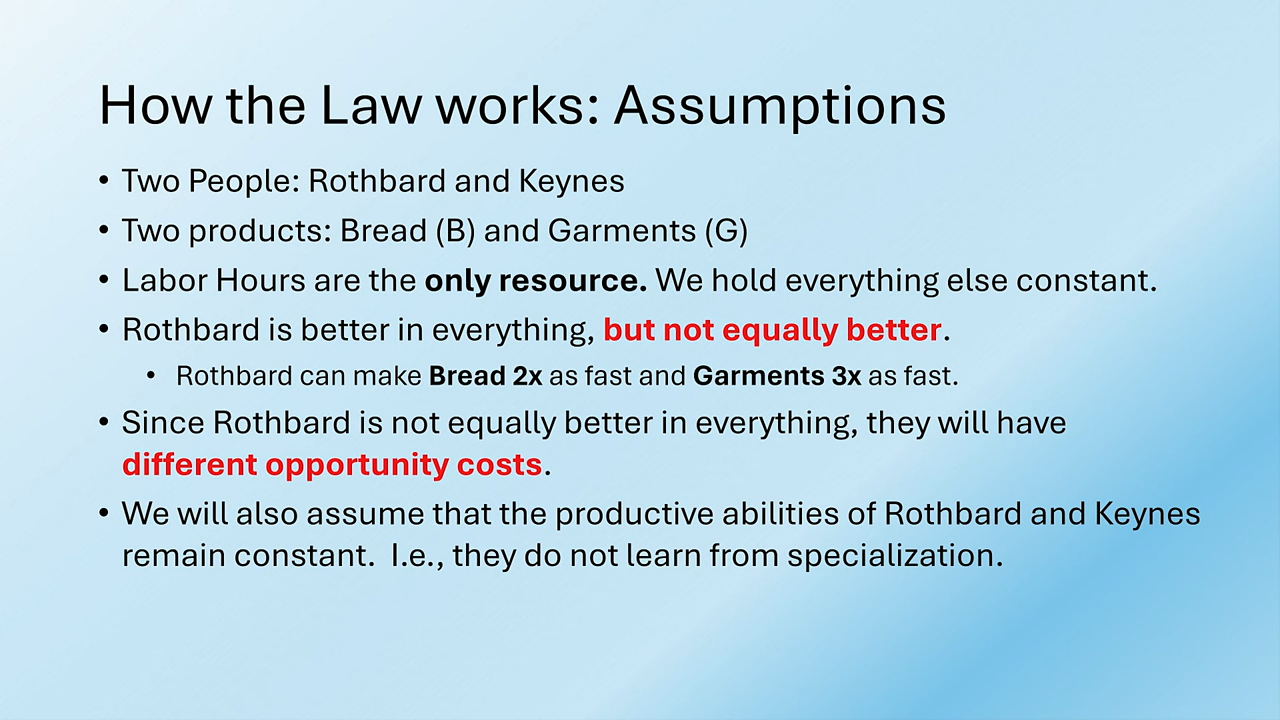 How the Law works: Assumptions
• Two People: Rothbard and Keynes
• Two products: Bread (B) and Garments (G)
• Labor Hours are the only resource. We hold everything else constant.
• Rothbard is better in everything, but not equally better.
• Rothbard can make Bread 2x as fast and Garments 3x as fast.
• Since Rothbard is not equally better in everything, they will have
different opportunity costs.
• We will also assume that the productive abilities of Rothbard and Keynes
remain constant.  I.e., they do not learn from specialization.